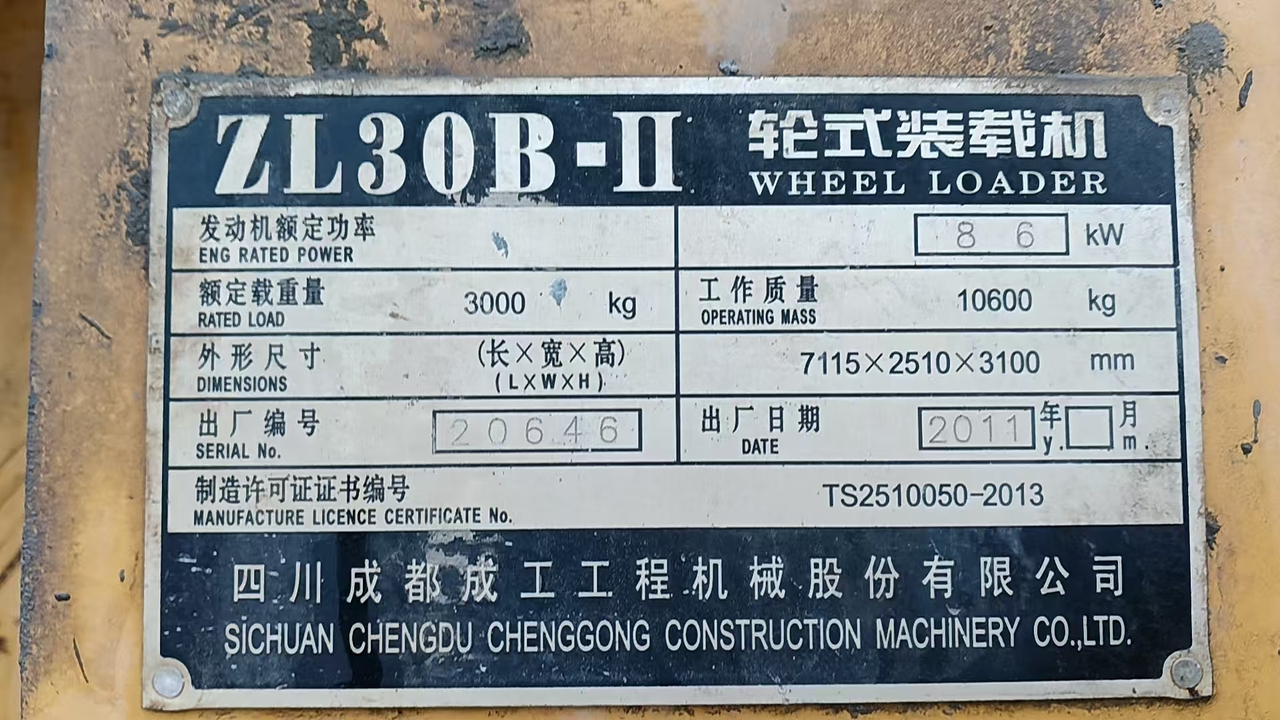 ZL30B-II 轮式装载机
WHEEL LOADER
发动机额定功率 86 kW
ENG RATED POWER
额定载重量 3000 kg 工作质量 10600 kg
RATED LOAD OPERATING MASS
外形尺寸 (长×宽×高) 7115×2510×3100 mm
DIMENSIONS (L×W×H)
出厂编号 20646 出厂日期 2011 年 月
SERIAL No. DATE y. m.
制造许可证证书编号 TS2510050-2013
MANUFACTURE LICENCE CERTIFICATE No.
四川成都成工工程机械股份有限公司
SICHUAN CHENGDU CHENGGONG CONSTRUCTION MACHINERY CO.,LTD.